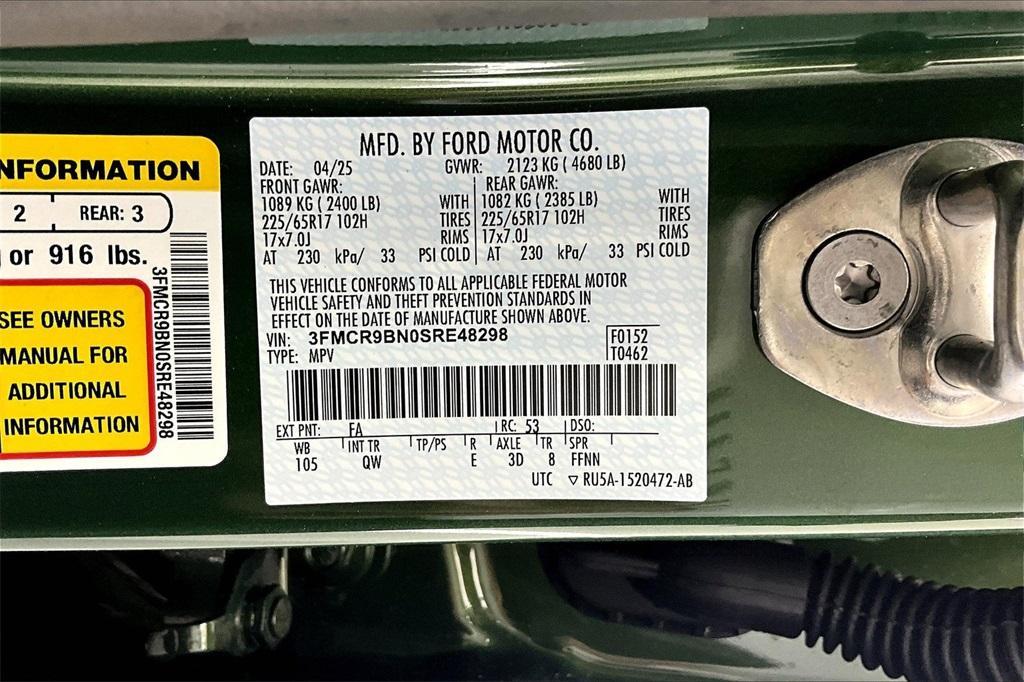 NFORMATION
2 REAR: 3
or 916 lbs.
SEE OWNERS
MANUAL FOR
ADDITIONAL
INFORMATION
3FMCR9BN0SRE48298
MFD. BY FORD MOTOR CO.
DATE: 04/25 GVWR: 2123 KG ( 4680 LB)
FRONT GAWR: REAR GAWR:
1089 KG ( 2400 LB) WITH 1082 KG ( 2385 LB) WITH
225/65R17 102H TIRES 225/65R17 102H TIRES
17x7.0J RIMS 17x7.0J RIMS
AT 230 kPa/ 33 PSI COLD AT 230 kPa/ 33 PSI COLD
THIS VEHICLE CONFORMS TO ALL APPLICABLE FEDERAL MOTOR
VEHICLE SAFETY AND THEFT PREVENTION STANDARDS IN
EFFECT ON THE DATE OF MANUFACTURE SHOWN ABOVE.
VIN: 3FMCR9BN0SRE48298 F0152
TYPE: MPV T0462
EXT PNT: FA RC: 53 DSO:
WB INT TR TP/PS R AXLE TR SPR
105 QW E 3D 8 FFNN
UTC ▽ RU5A-1520472-AB